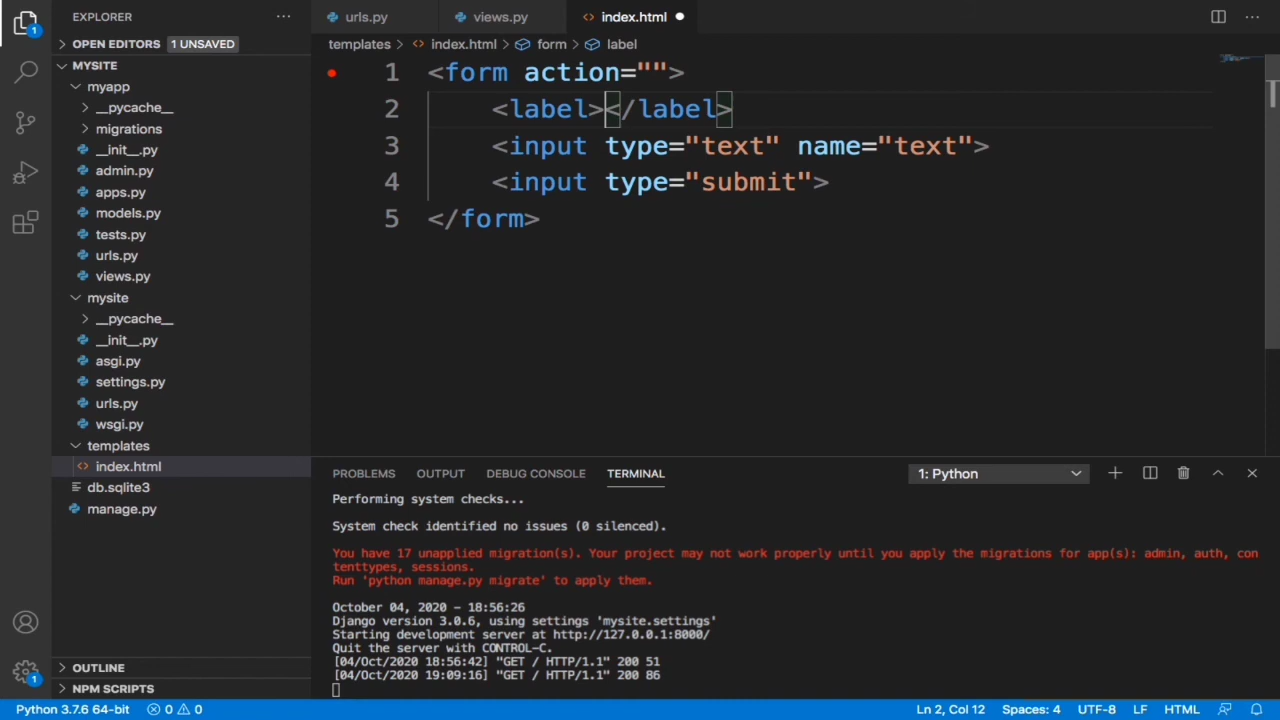 EXPLORER
···
urls.py
views.py
index.html
1
OPEN EDITORS 1 UNSAVED
templates > index.html > form > label
MYSITE
myapp
__pycache__
migrations
__init__.py
admin.py
apps.py
models.py
tests.py
urls.py
views.py
mysite
__pycache__
__init__.py
asgi.py
settings.py
urls.py
wsgi.py
templates
index.html
db.sqlite3
manage.py
OUTLINE
NPM SCRIPTS
1
1 <form action="">
2 <label></label>
3 <input type="text" name="text">
4 <input type="submit">
5 </form>
PROBLEMS OUTPUT DEBUG CONSOLE TERMINAL 1: Python
Performing system checks...
System check identified no issues (0 silenced).
You have 17 unapplied migration(s). Your project may not work properly until you apply the migrations for app(s): admin, auth, con
tenttypes, sessions.
Run 'python manage.py migrate' to apply them.
October 04, 2020 - 18:56:26
Django version 3.0.6, using settings 'mysite.settings'
Starting development server at http://127.0.0.1:8000/
Quit the server with CONTROL-C.
[04/Oct/2020 18:56:42] "GET / HTTP/1.1" 200 51
[04/Oct/2020 19:09:16] "GET / HTTP/1.1" 200 86
Python 3.7.6 64-bit 0 0 Ln 2, Col 12 Spaces: 4 UTF-8 LF HTML